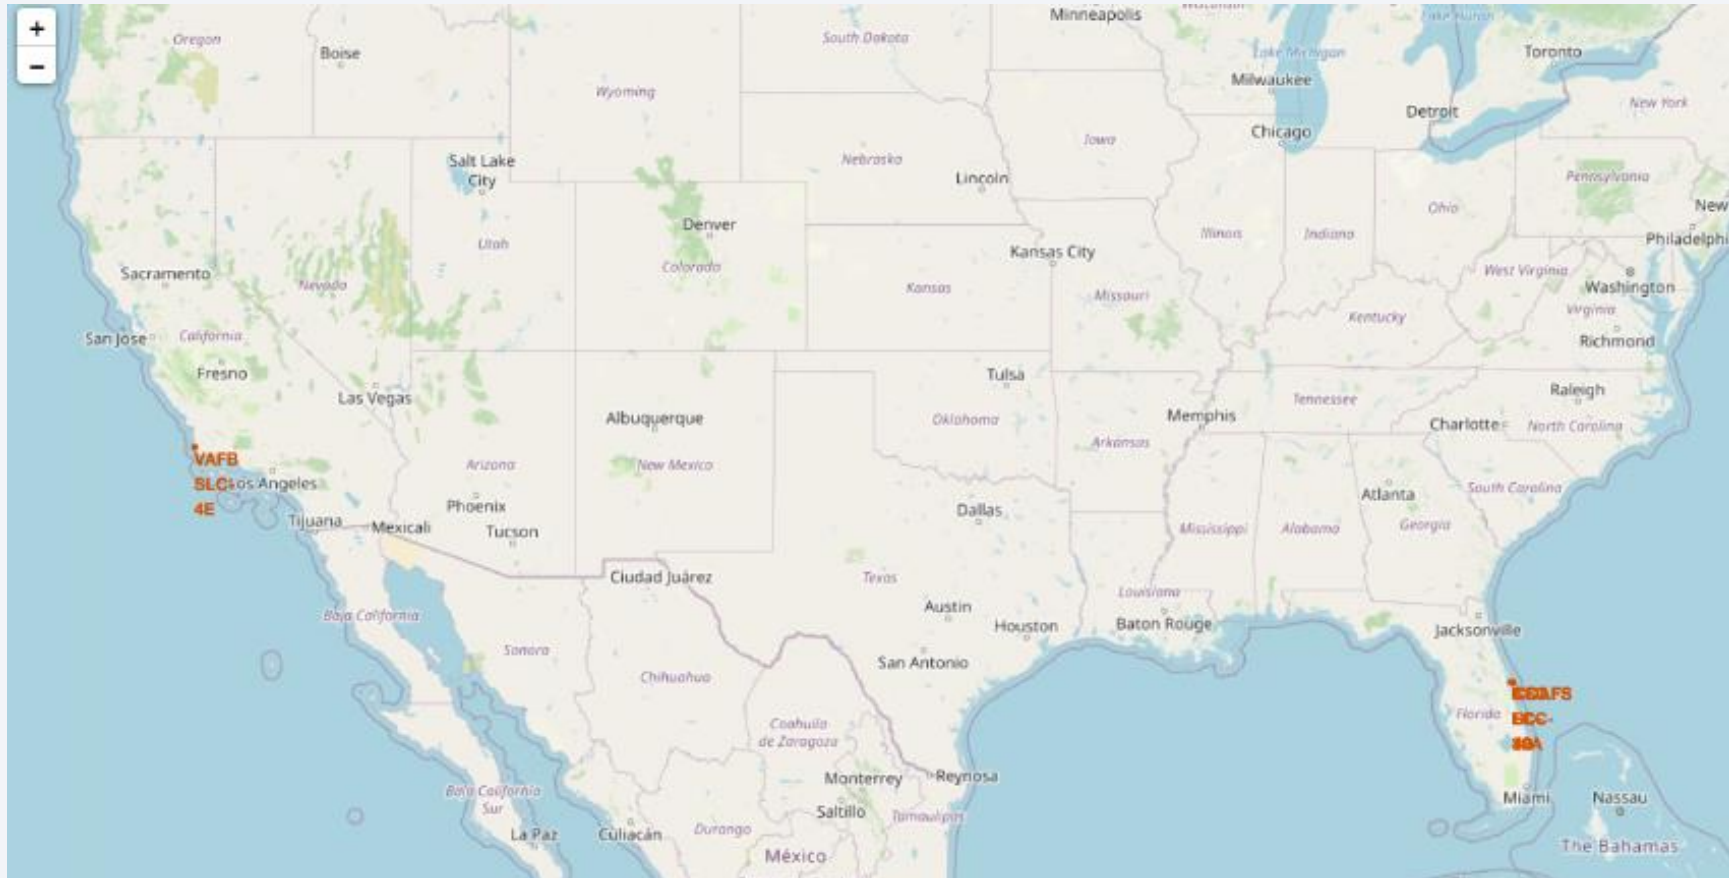 +
−
Oregon
Boise
Wyoming
South Dakota
Minneapolis
Wisconsin
Lake Michigan
Lake Huron
Toronto
Milwaukee
Detroit
New York
Chicago
Iowa
Nebraska
Lincoln
Salt Lake
City
Denver
Utah
Colorado
Nevada
Sacramento
San Jose
California
Fresno
Las Vegas
Kansas
Kansas City
Missouri
Illinois
Indiana
Ohio
Pennsylvania
New
Philadelphi
West Virginia
Washington
Virginia
Richmond
Kentucky
Tulsa
Oklahoma
Albuquerque
New Mexico
Arizona
Phoenix
Tucson
Memphis
Tennessee
Arkansas
Charlotte
Raleigh
North Carolina
South Carolina
Atlanta
Georgia
Alabama
Mississippi
Dallas
VAFB
SLC-
4E
Los Angeles
Tijuana
Mexicali
Ciudad Juárez
Texas
Austin
Houston
San Antonio
Louisiana
Baton Rouge
Jacksonville
Florida
Miami
Nassau
The Bahamas
Baja California
Sonora
Chihuahua
Coahuila
de Zaragoza
Monterrey
Reynosa
Saltillo
Tamaulipas
Baja California
Sur
La Paz
Culiacán
Durango
México